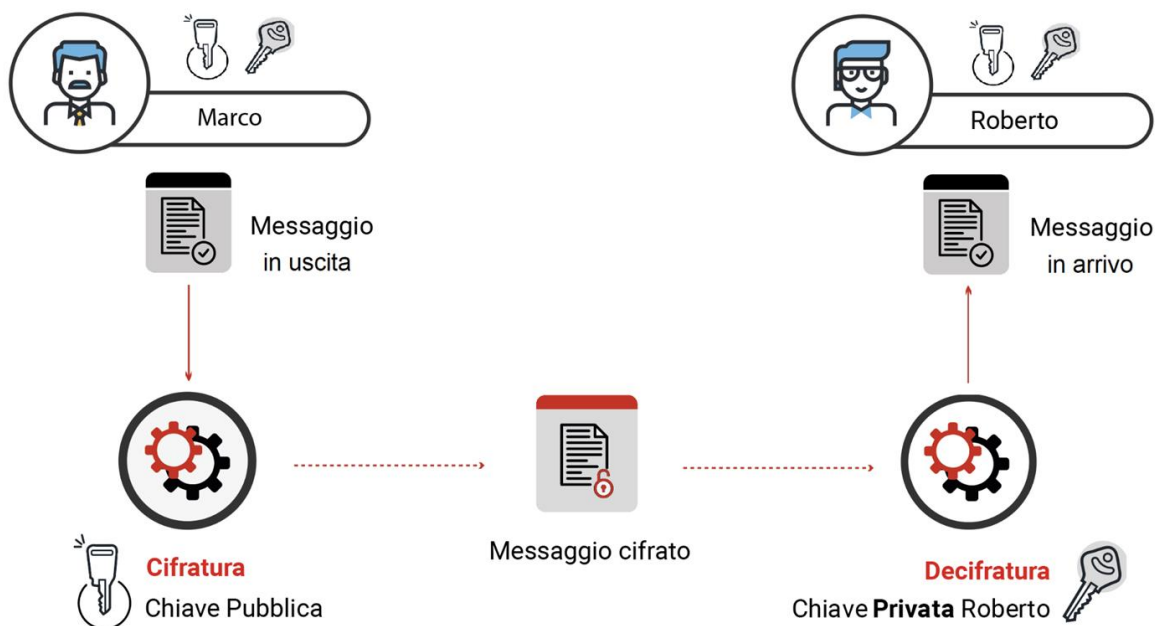 Marco
Roberto
Messaggio
in uscita
Messaggio
in arrivo
Messaggio cifrato
Cifratura
Chiave Pubblica
Decifratura
Chiave Privata Roberto